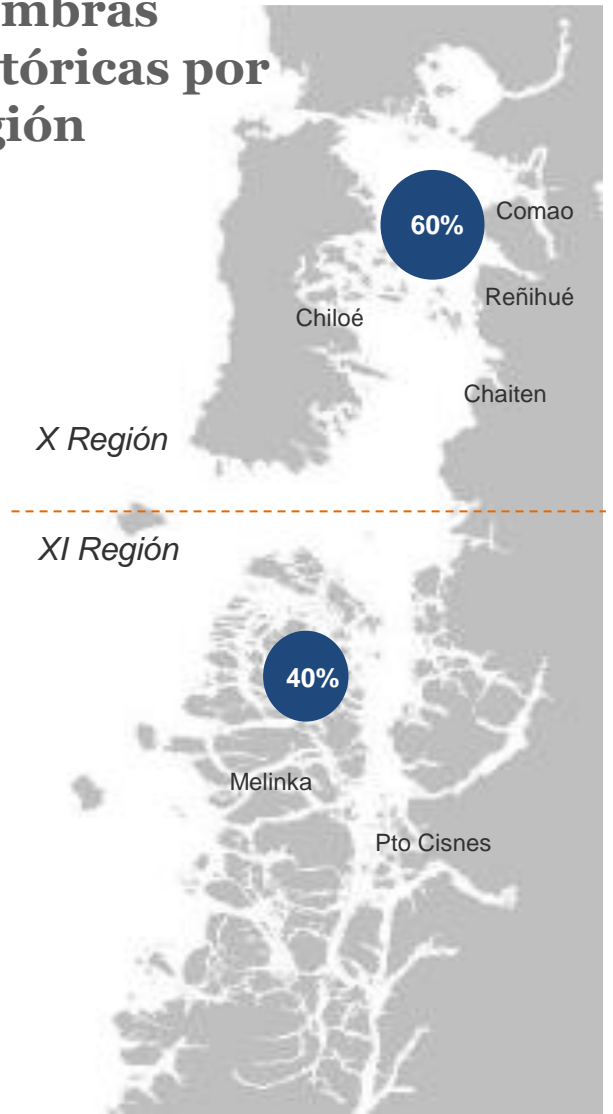 mbras
tóricas por
gión
60%
Comao
Reñihué
Chiloé
Chaiten
X Región
XI Región
40%
Melinka
Pto Cisnes